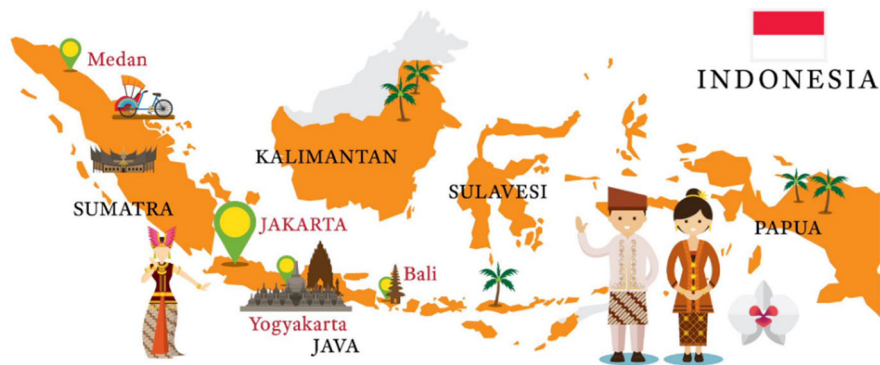 INDONESIA
Medan
KALIMANTAN
SULAVESI
SUMATRA
JAKARTA
PAPUA
Bali
Yogyakarta
JAVA